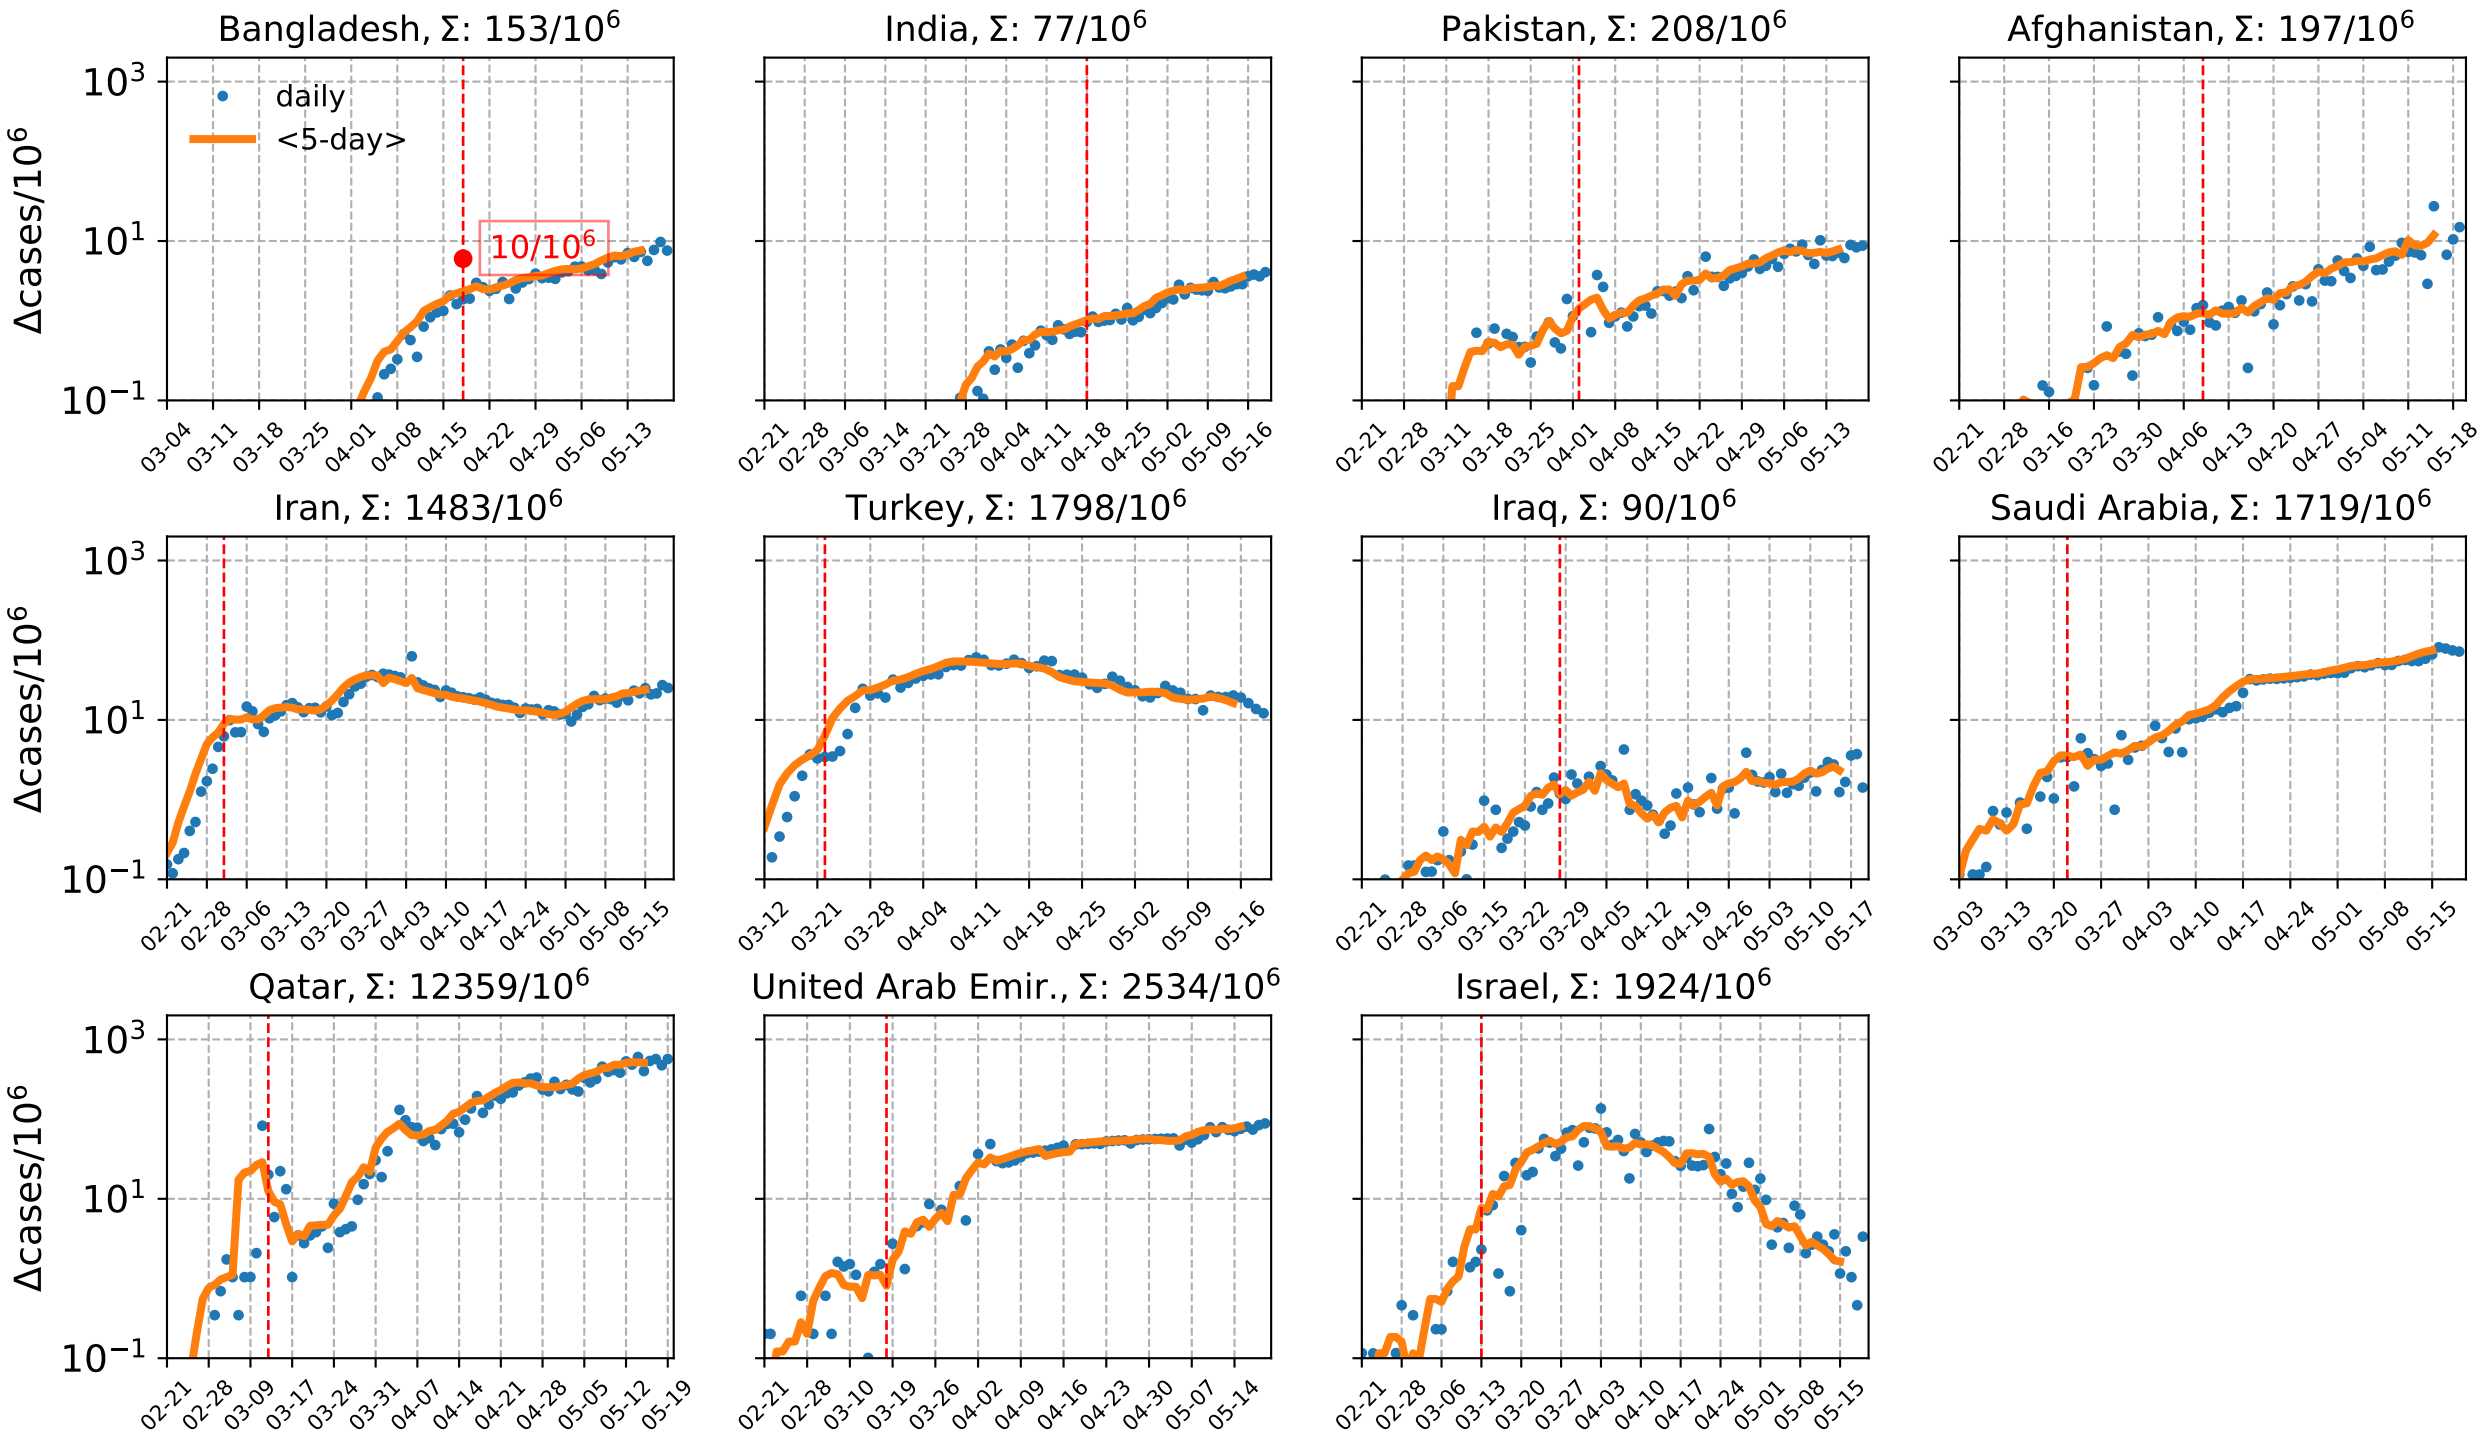 Bangladesh, Σ: 153/10⁶
India, Σ: 77/10⁶
Pakistan, Σ: 208/10⁶
Afghanistan, Σ: 197/10⁶
Δcases/10⁶
10³
10¹
10⁻¹
daily
<5-day>
10/10⁶
03-04 03-11 03-18 03-25 04-01 04-08 04-15 04-22 04-29 05-06 05-13
02-21 02-28 03-06 03-14 03-21 03-28 04-04 04-11 04-18 04-25 05-02 05-09 05-16
02-21 02-28 03-11 03-18 03-25 04-01 04-08 04-15 04-22 04-29 05-06 05-13
02-21 02-28 03-16 03-23 03-30 04-06 04-13 04-20 04-27 05-04 05-11 05-18
Iran, Σ: 1483/10⁶
Turkey, Σ: 1798/10⁶
Iraq, Σ: 90/10⁶
Saudi Arabia, Σ: 1719/10⁶
Δcases/10⁶
10³
10¹
10⁻¹
02-21 02-28 03-06 03-13 03-20 03-27 04-03 04-10 04-17 04-24 05-01 05-08 05-15
03-12 03-21 03-28 04-04 04-11 04-18 04-25 05-02 05-09 05-16
02-21 02-28 03-06 03-15 03-22 03-29 04-05 04-12 04-19 04-26 05-03 05-10 05-17
03-03 03-13 03-20 03-27 04-03 04-10 04-17 04-24 05-01 05-08 05-15
Qatar, Σ: 12359/10⁶
United Arab Emir., Σ: 2534/10⁶
Israel, Σ: 1924/10⁶
Δcases/10⁶
10³
10¹
10⁻¹
02-21 02-28 03-09 03-17 03-24 03-31 04-07 04-14 04-21 04-28 05-05 05-12 05-19
02-21 02-28 03-10 03-19 03-26 04-02 04-09 04-16 04-23 04-30 05-07 05-14
02-21 02-28 03-06 03-13 03-20 03-27 04-03 04-10 04-17 04-24 05-01 05-08 05-15